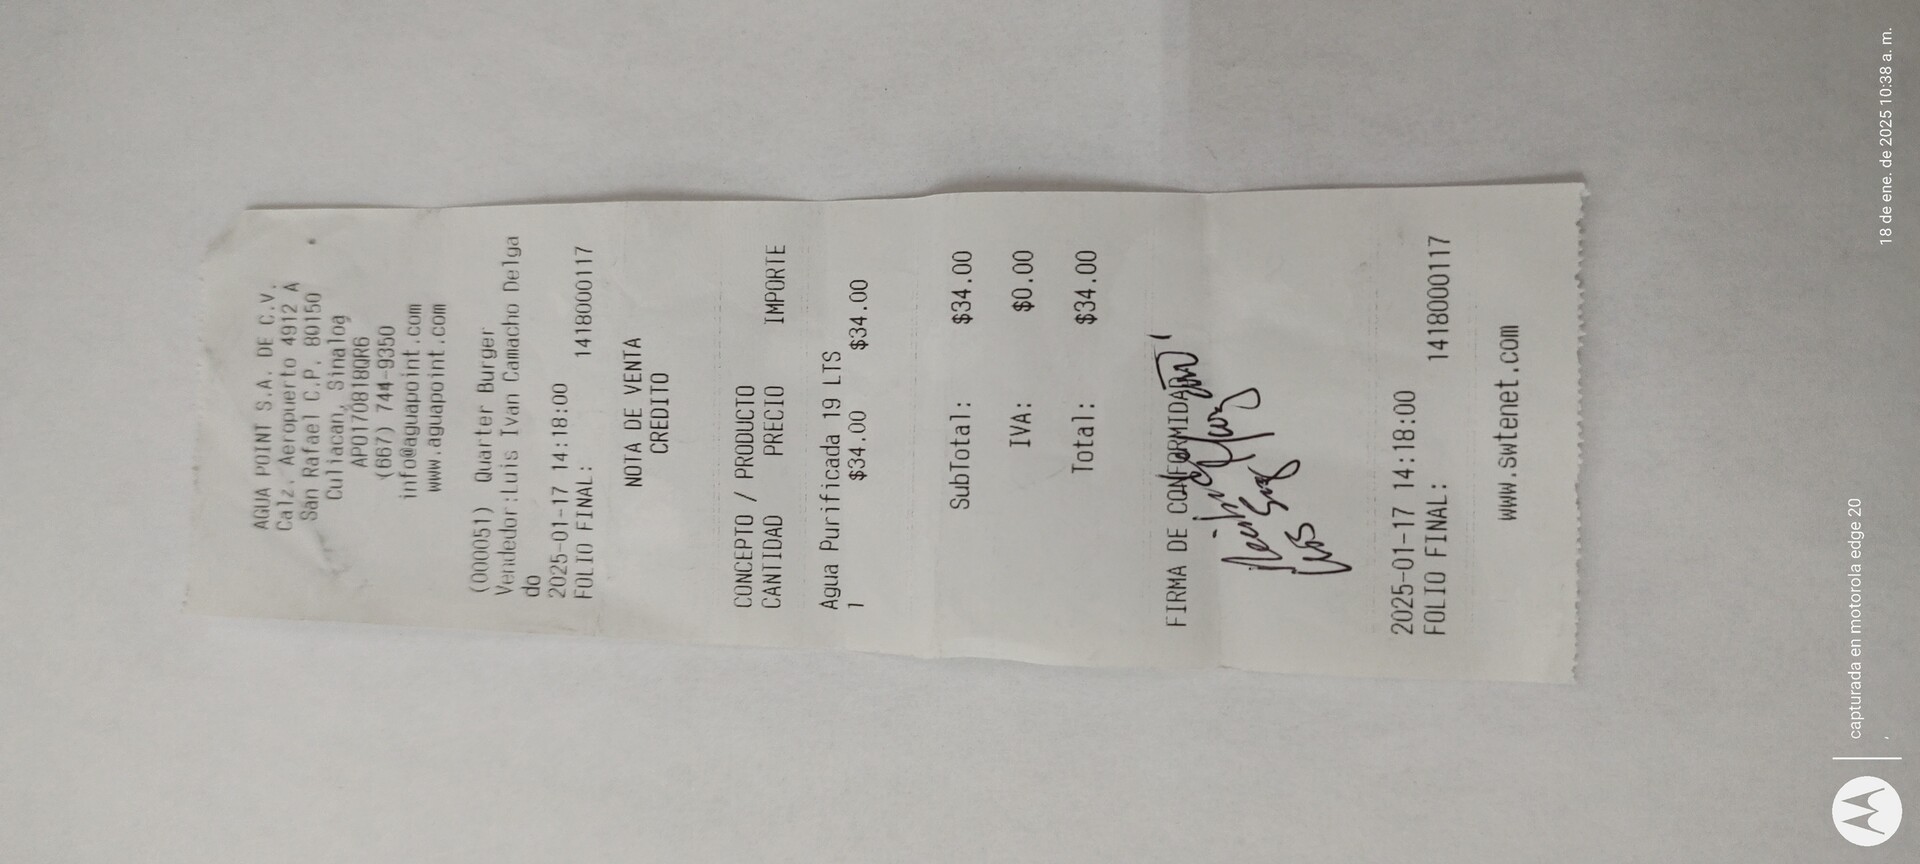 AGUA POINT S.A. DE C.V.
Calz. Aeropuerto 4912 A
San Rafael C.P. 80150
Culiacan, Sinaloa
APO170818QR6
(667) 744-9350
info@aguapoint.com
www.aguapoint.com
(000051) Quarter Burger
Vendedor:Luis Ivan Camacho Delga
do
2025-01-17 14:18:00
FOLIO FINAL: 1418000117
NOTA DE VENTA
CREDITO
CONCEPTO / PRODUCTO
CANTIDAD PRECIO IMPORTE
Agua Purificada 19 LTS
1 $34.00 $34.00
SubTotal: $34.00
IVA: $0.00
Total: $34.00
FIRMA DE CONFORMIDAD
2025-01-17 14:18:00
FOLIO FINAL: 1418000117
www.swtenet.com
capturada en motorola edge 20
18 de ene. de 2025 10:38 a. m.